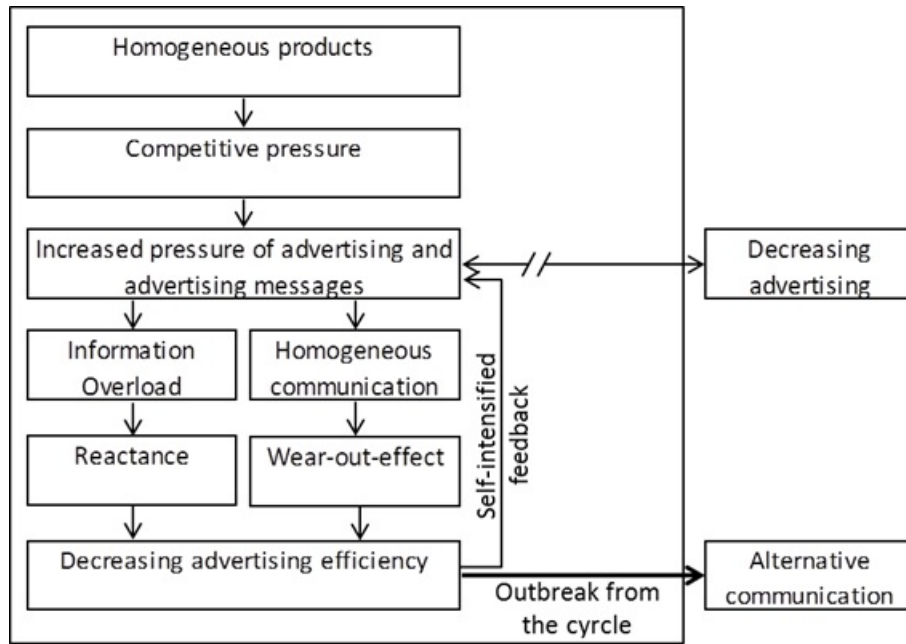 Homogeneous products
Competitive pressure
Increased pressure of advertising and
advertising messages
Decreasing
advertising
Information
Overload
Homogeneous
communication
Self-intensified
feedback
Reactance
Wear-out-effect
Decreasing advertising efficiency
Outbreak from
the cyrcle
Alternative
communication